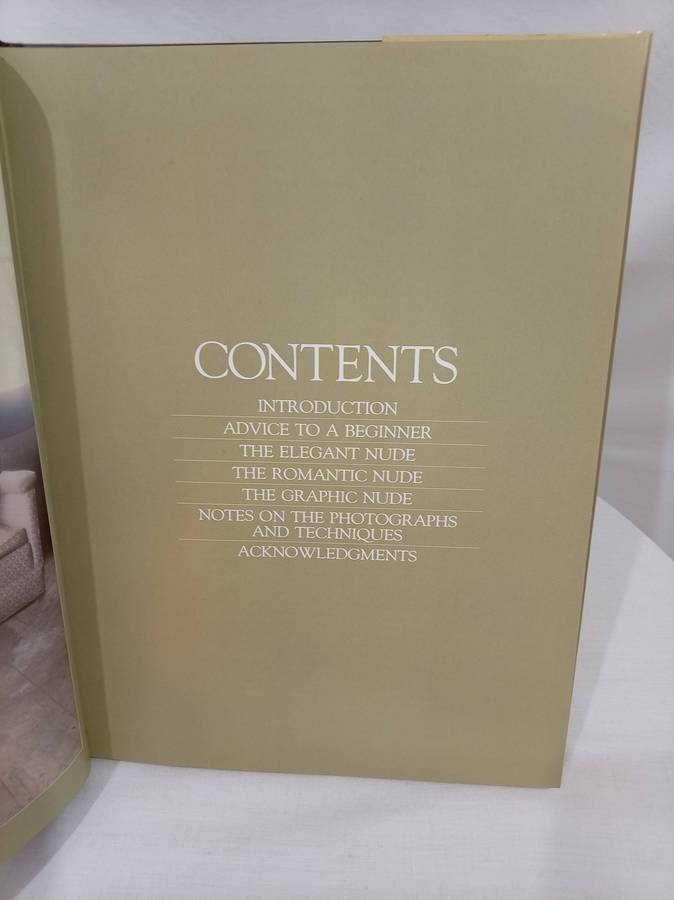 CONTENTS
INTRODUCTION
ADVICE TO A BEGINNER
THE ELEGANT NUDE
THE ROMANTIC NUDE
THE GRAPHIC NUDE
NOTES ON THE PHOTOGRAPHS
AND TECHNIQUES
ACKNOWLEDGMENTS